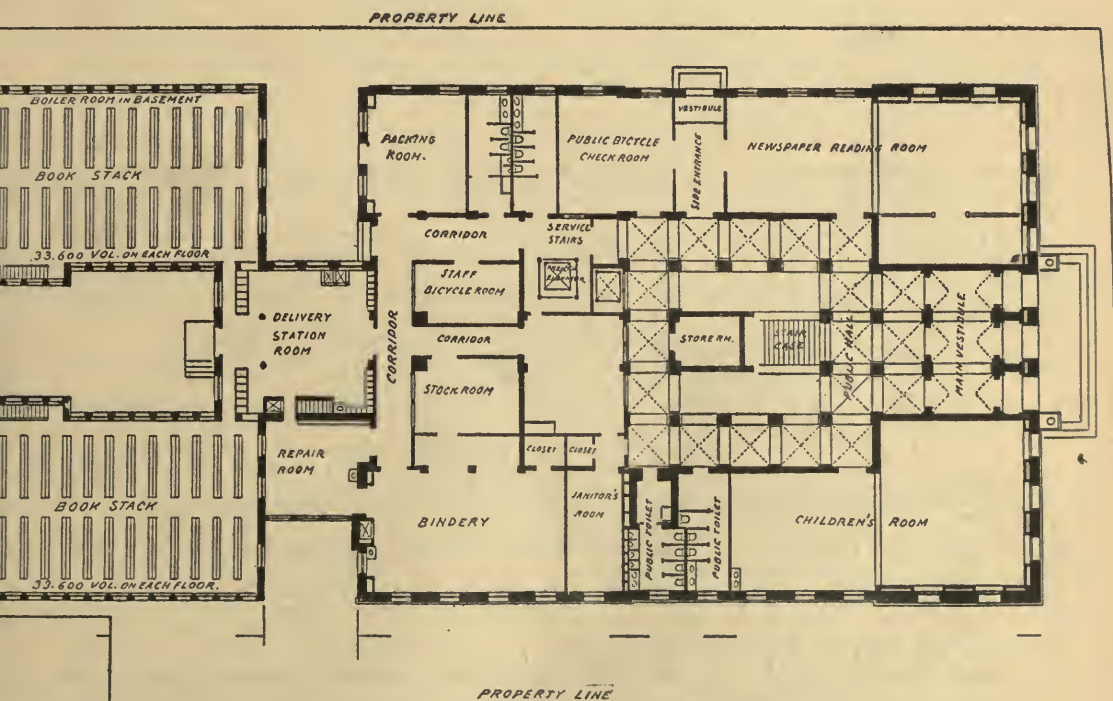 PROPERTY LINE
BOILER ROOM IN BASEMENT
BOOK STACK
33.600 VOL. ON EACH FLOOR
PACKING
ROOM.
PUBLIC BICYCLE
CHECK ROOM
VESTIBULE
SIDE ENTRANCE
NEWSPAPER READING ROOM
CORRIDOR
SERVICE
STAIRS
STAFF
BICYCLE ROOM
ELEVATOR
DELIVERY
STATION
ROOM
CORRIDOR
CORRIDOR
STORE RM.
STAIR
CASE
PUBLIC HALL
MAIN VESTIBULE
STOCK ROOM
REPAIR
ROOM
CLOSET
CLOSET
BOOK STACK
33.600 VOL. ON EACH FLOOR.
BINDERY
JANITOR'S
ROOM
PUBLIC TOILET
PUBLIC TOILET
CHILDREN'S ROOM
PROPERTY LINE